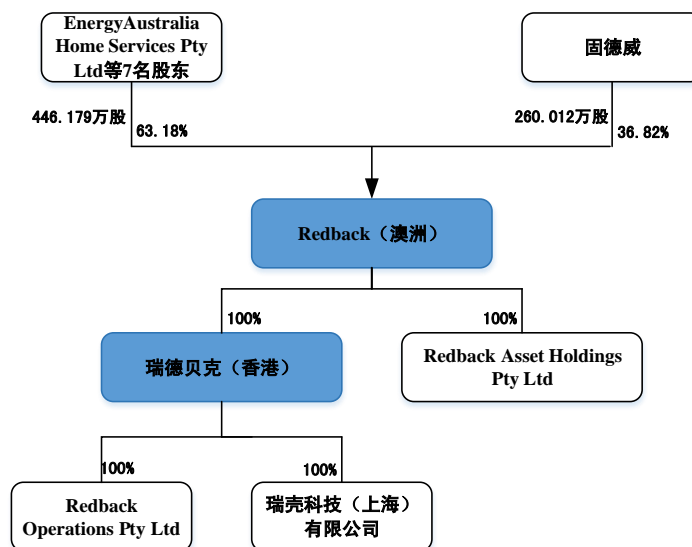 EnergyAustralia
Home Services Pty
Ltd等7名股东
固德威
446.179万股
63.18%
260.012万股
36.82%
Redback（澳洲）
100%
100%
瑞德贝克（香港）
Redback Asset Holdings
Pty Ltd
100%
100%
Redback
Operations Pty Ltd
瑞壳科技（上海）
有限公司